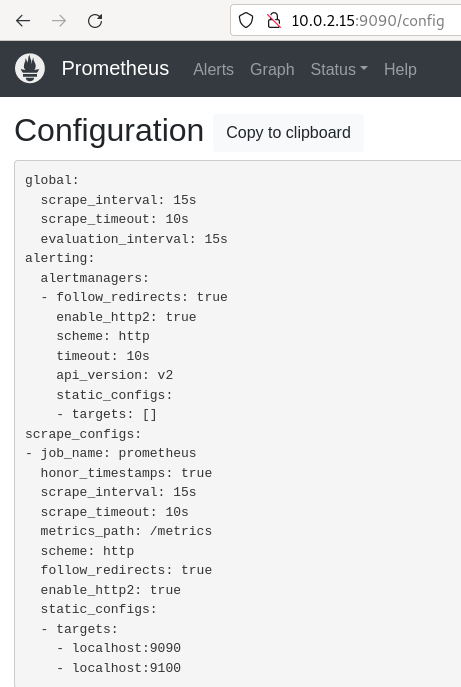 10.0.2.15:9090/config
Prometheus Alerts Graph Status Help
Configuration Copy to clipboard
global:
  scrape_interval: 15s
  scrape_timeout: 10s
  evaluation_interval: 15s
alerting:
  alertmanagers:
  - follow_redirects: true
    enable_http2: true
    scheme: http
    timeout: 10s
    api_version: v2
    static_configs:
    - targets: []
scrape_configs:
- job_name: prometheus
  honor_timestamps: true
  scrape_interval: 15s
  scrape_timeout: 10s
  metrics_path: /metrics
  scheme: http
  follow_redirects: true
  enable_http2: true
  static_configs:
  - targets:
    - localhost:9090
    - localhost:9100